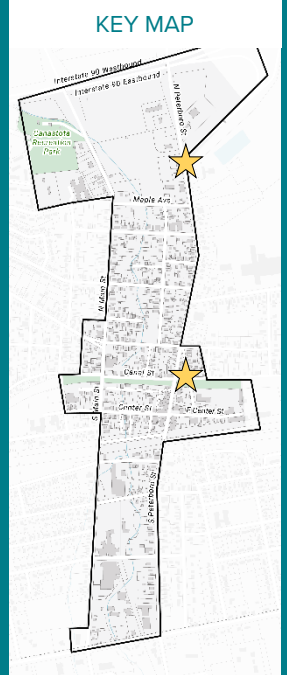 KEY MAP
Interstate 90 Westbound
Interstate 90 Eastbound
N Peterboro St
Canastota
Recreation
Park
Maple Ave
N Main St
Canal St
S Main St
Center St
E Center St
S Peterboro St